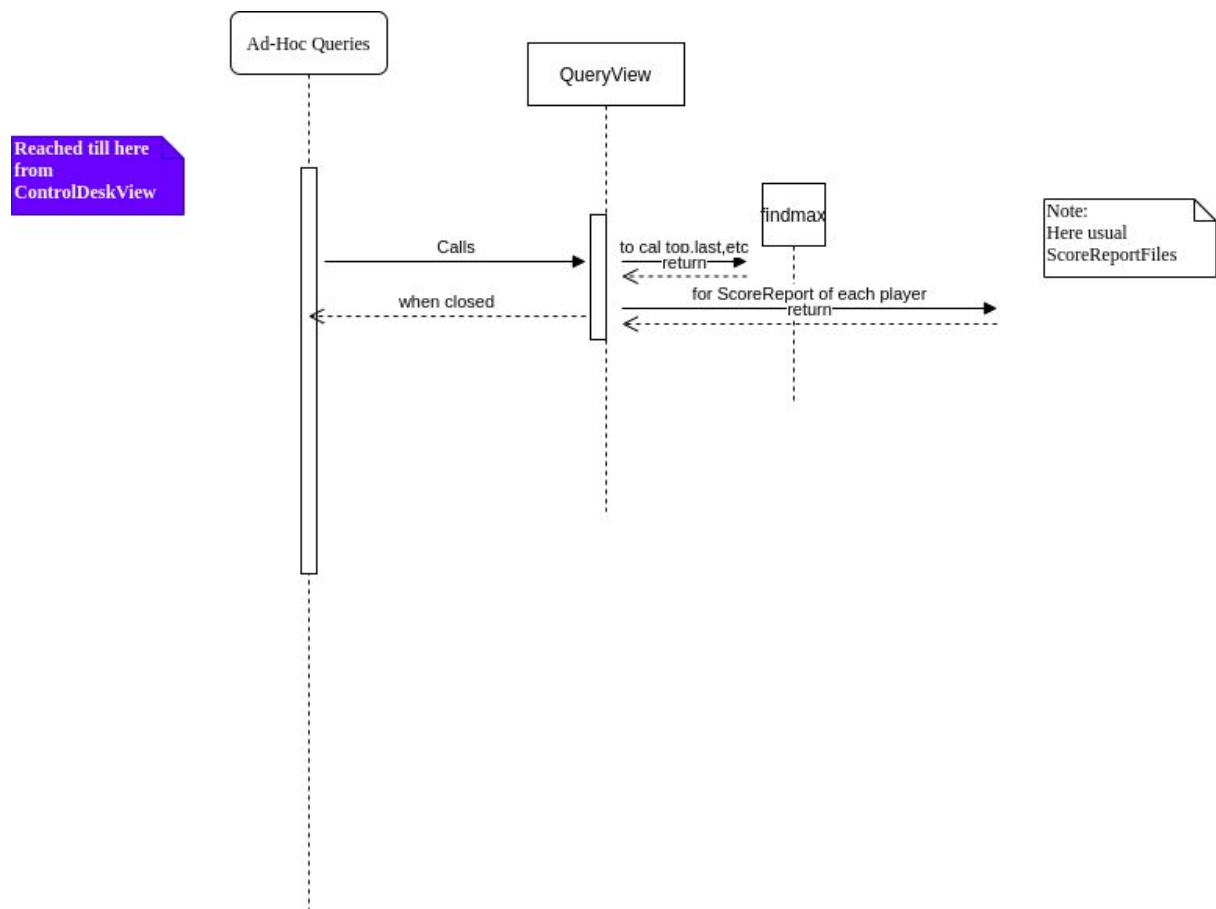 Ad-Hoc Queries
QueryView
Reached till here
from
ControlDeskView
findmax
Note:
Here usual
ScoreReportFiles
Calls
to cal top,last,etc
return
when closed
for ScoreReport of each player
return